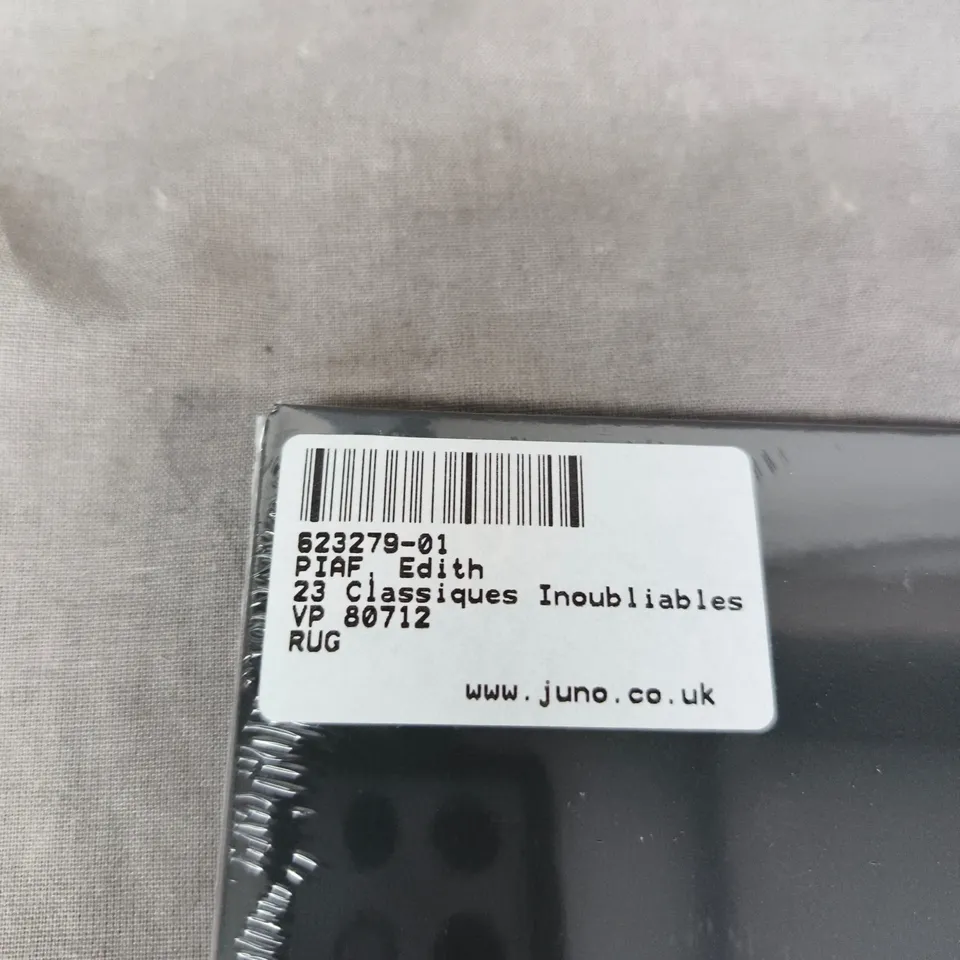 623279-01
PIAF, Edith
23 Classiques Inoubliables
VP 80712
RUG
www.juno.co.uk